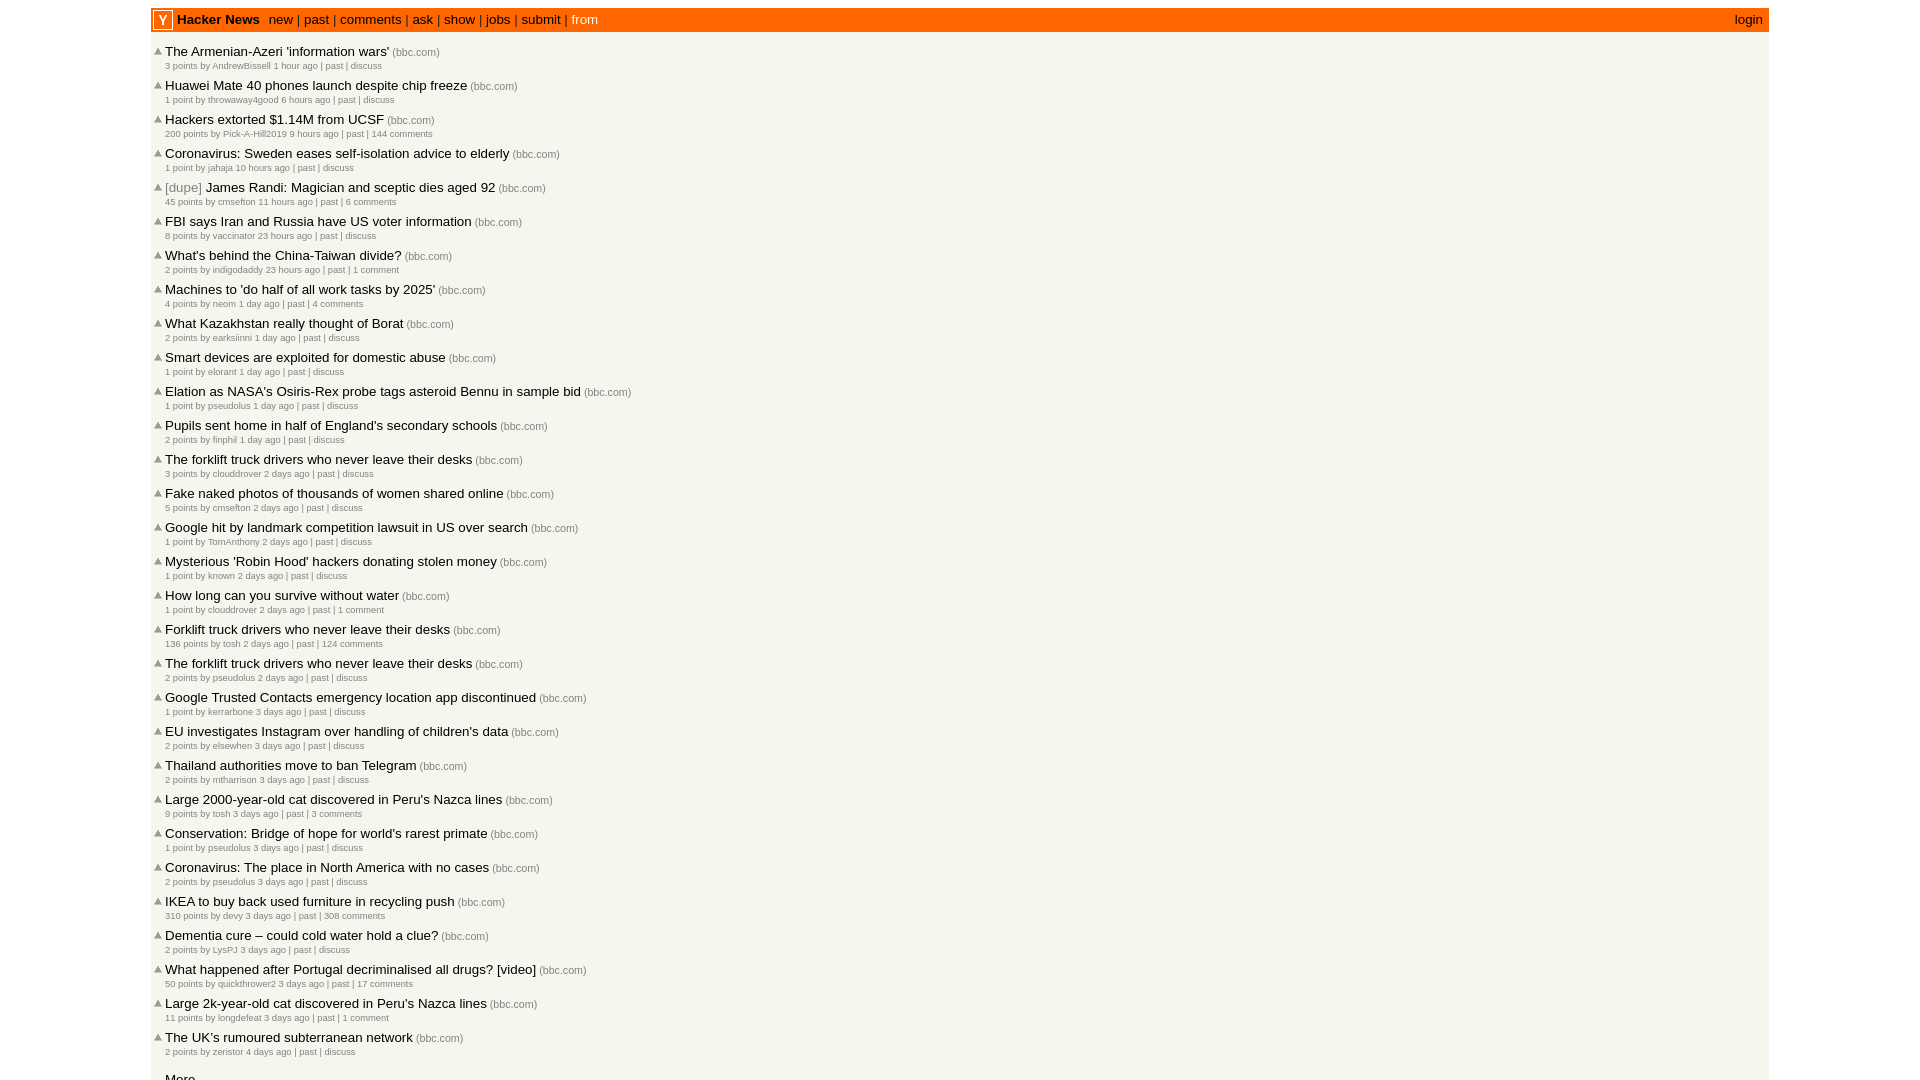 Y Hacker News new | past | comments | ask | show | jobs | submit | from login
The Armenian-Azeri 'information wars' (bbc.com)
3 points by AndrewBissell 1 hour ago | past | discuss
Huawei Mate 40 phones launch despite chip freeze (bbc.com)
1 point by throwaway4good 6 hours ago | past | discuss
Hackers extorted $1.14M from UCSF (bbc.com)
200 points by Pick-A-Hill2019 9 hours ago | past | 144 comments
Coronavirus: Sweden eases self-isolation advice to elderly (bbc.com)
1 point by jahaja 10 hours ago | past | discuss
[dupe] James Randi: Magician and sceptic dies aged 92 (bbc.com)
45 points by cmsefton 11 hours ago | past | 6 comments
FBI says Iran and Russia have US voter information (bbc.com)
8 points by vaccinator 23 hours ago | past | discuss
What's behind the China-Taiwan divide? (bbc.com)
2 points by indigodaddy 23 hours ago | past | 1 comment
Machines to 'do half of all work tasks by 2025' (bbc.com)
4 points by neom 1 day ago | past | 4 comments
What Kazakhstan really thought of Borat (bbc.com)
2 points by earksiinni 1 day ago | past | discuss
Smart devices are exploited for domestic abuse (bbc.com)
1 point by elorant 1 day ago | past | discuss
Elation as NASA's Osiris-Rex probe tags asteroid Bennu in sample bid (bbc.com)
1 point by pseudolus 1 day ago | past | discuss
Pupils sent home in half of England's secondary schools (bbc.com)
2 points by finphil 1 day ago | past | discuss
The forklift truck drivers who never leave their desks (bbc.com)
3 points by clouddrover 2 days ago | past | discuss
Fake naked photos of thousands of women shared online (bbc.com)
5 points by cmsefton 2 days ago | past | discuss
Google hit by landmark competition lawsuit in US over search (bbc.com)
1 point by TomAnthony 2 days ago | past | discuss
Mysterious 'Robin Hood' hackers donating stolen money (bbc.com)
1 point by known 2 days ago | past | discuss
How long can you survive without water (bbc.com)
1 point by clouddrover 2 days ago | past | 1 comment
Forklift truck drivers who never leave their desks (bbc.com)
136 points by tosh 2 days ago | past | 124 comments
The forklift truck drivers who never leave their desks (bbc.com)
2 points by pseudolus 2 days ago | past | discuss
Google Trusted Contacts emergency location app discontinued (bbc.com)
1 point by kerrarbone 3 days ago | past | discuss
EU investigates Instagram over handling of children's data (bbc.com)
2 points by elsewhen 3 days ago | past | discuss
Thailand authorities move to ban Telegram (bbc.com)
2 points by mtharrison 3 days ago | past | discuss
Large 2000-year-old cat discovered in Peru's Nazca lines (bbc.com)
9 points by tosh 3 days ago | past | 3 comments
Conservation: Bridge of hope for world's rarest primate (bbc.com)
1 point by pseudolus 3 days ago | past | discuss
Coronavirus: The place in North America with no cases (bbc.com)
2 points by pseudolus 3 days ago | past | discuss
IKEA to buy back used furniture in recycling push (bbc.com)
310 points by devy 3 days ago | past | 308 comments
Dementia cure – could cold water hold a clue? (bbc.com)
2 points by LysPJ 3 days ago | past | discuss
What happened after Portugal decriminalised all drugs? [video] (bbc.com)
50 points by quickthrower2 3 days ago | past | 17 comments
Large 2k-year-old cat discovered in Peru's Nazca lines (bbc.com)
11 points by longdefeat 3 days ago | past | 1 comment
The UK’s rumoured subterranean network (bbc.com)
2 points by zeristor 4 days ago | past | discuss
More